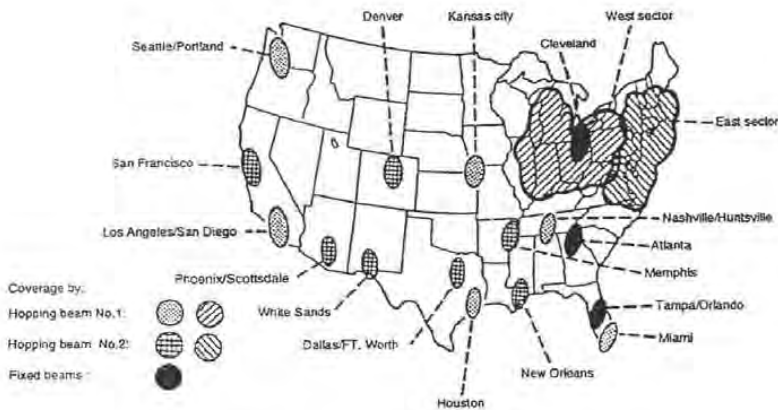 Denver
Kansas city
West sector
Seattle/Portland
Cleveland
East sector
San Francisco
Nashville/Huntsville
Los Angeles/San Diego
Atlanta
Memphis
Phoenix/Scottsdale
Coverage by:
White Sands
Tampa/Orlando
Hopping beam No.1:
Miami
Hopping beam No.2:
Dallas/FT. Worth
Fixed beams:
New Orleans
Houston